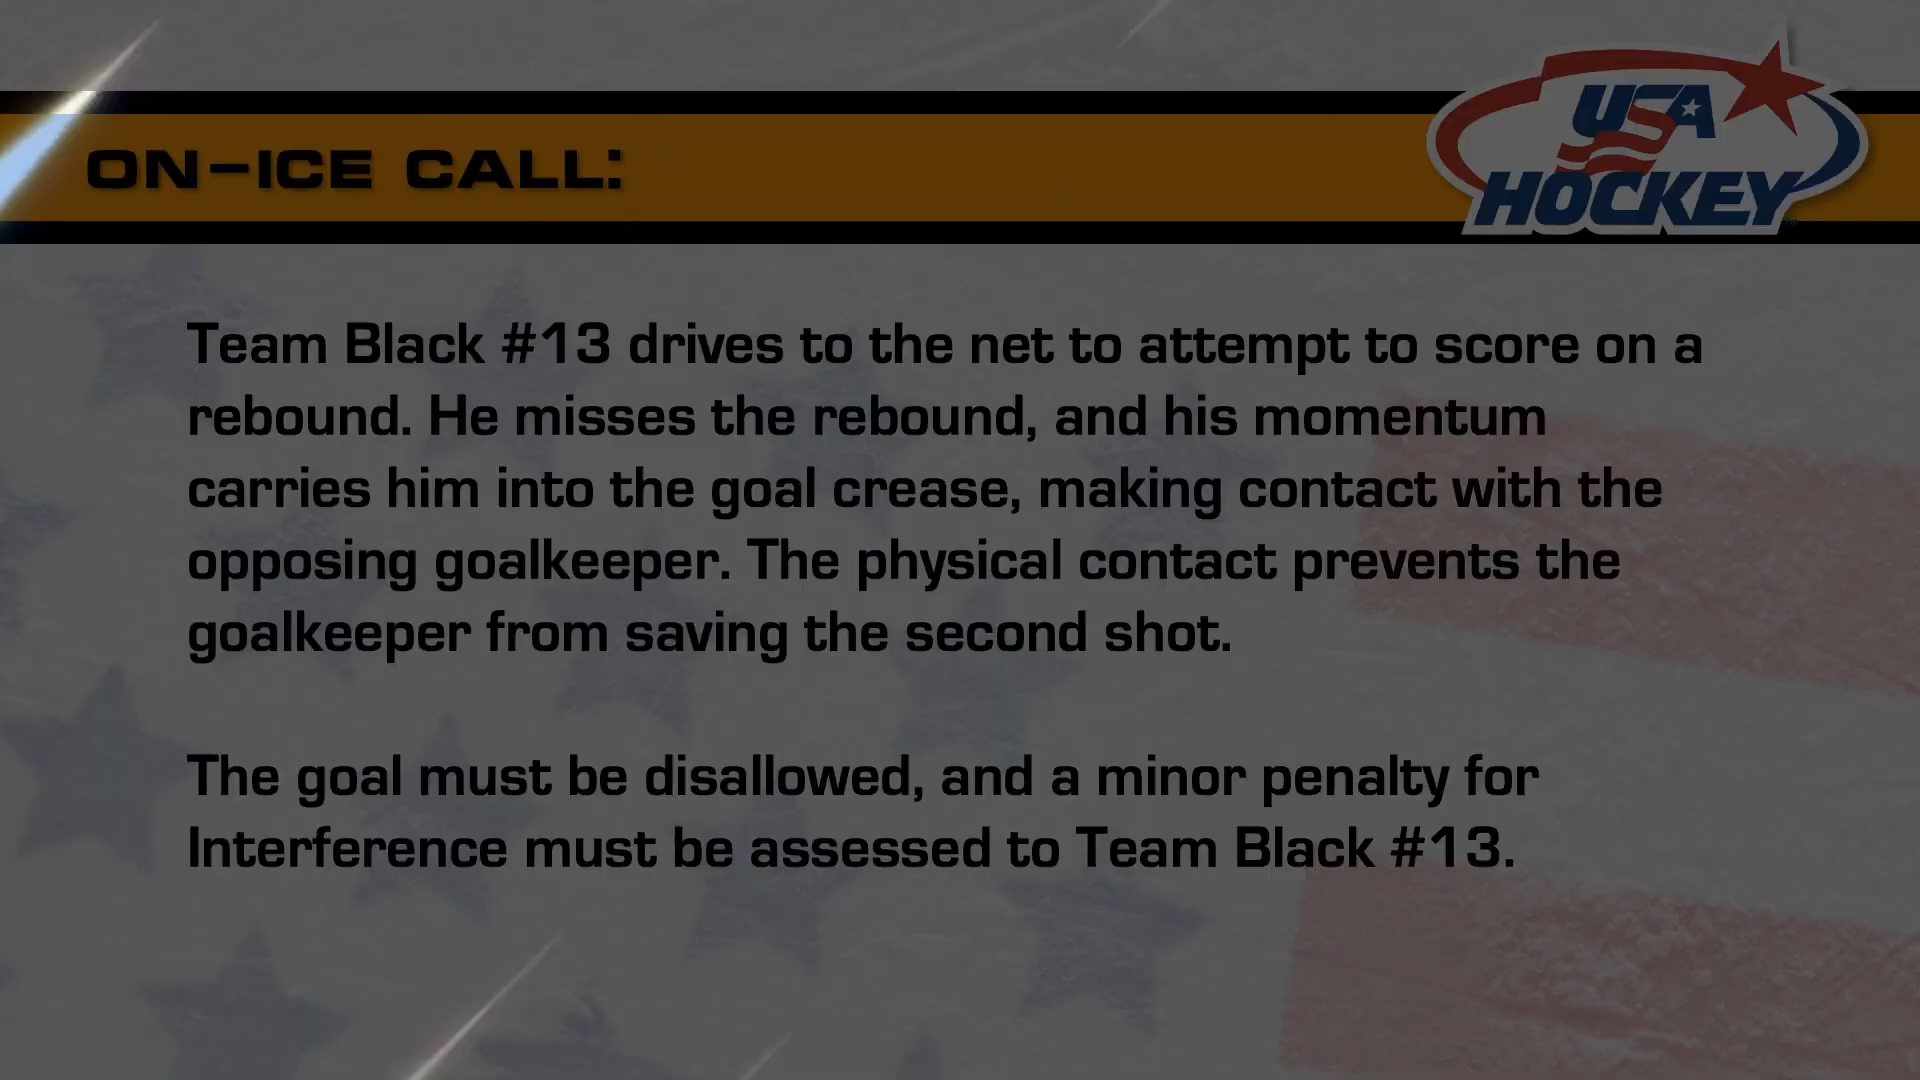 ON-ICE CALL:
USA
HOCKEY
Team Black #13 drives to the net to attempt to score on a
rebound. He misses the rebound, and his momentum
carries him into the goal crease, making contact with the
opposing goalkeeper. The physical contact prevents the
goalkeeper from saving the second shot.
The goal must be disallowed, and a minor penalty for
Interference must be assessed to Team Black #13.